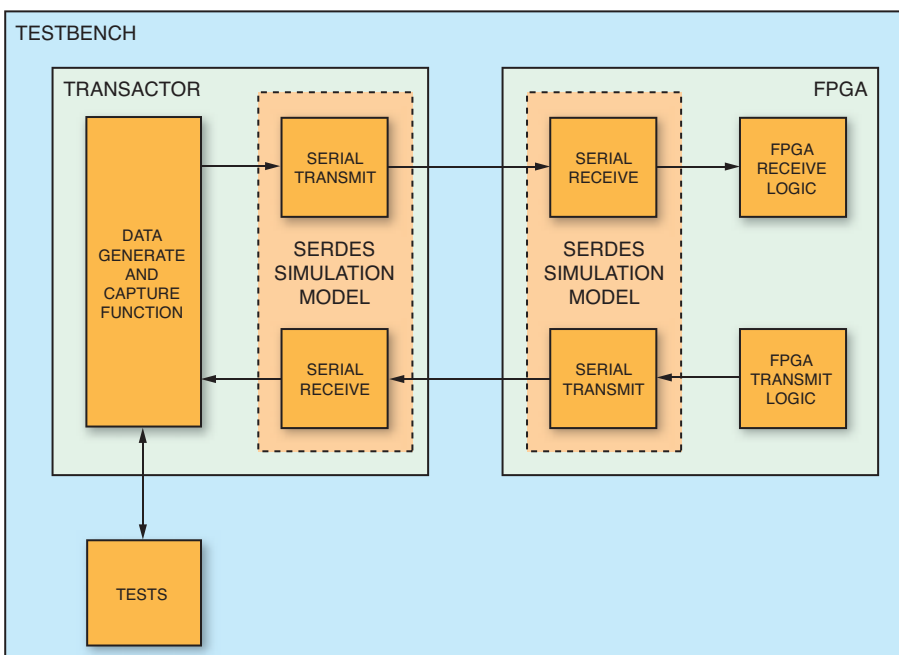 TESTBENCH
TRANSACTOR
FPGA
DATA
GENERATE
AND
CAPTURE
FUNCTION
SERIAL
TRANSMIT
SERDES
SIMULATION
MODEL
SERIAL
RECEIVE
SERIAL
RECEIVE
SERDES
SIMULATION
MODEL
SERIAL
TRANSMIT
FPGA
RECEIVE
LOGIC
FPGA
TRANSMIT
LOGIC
TESTS